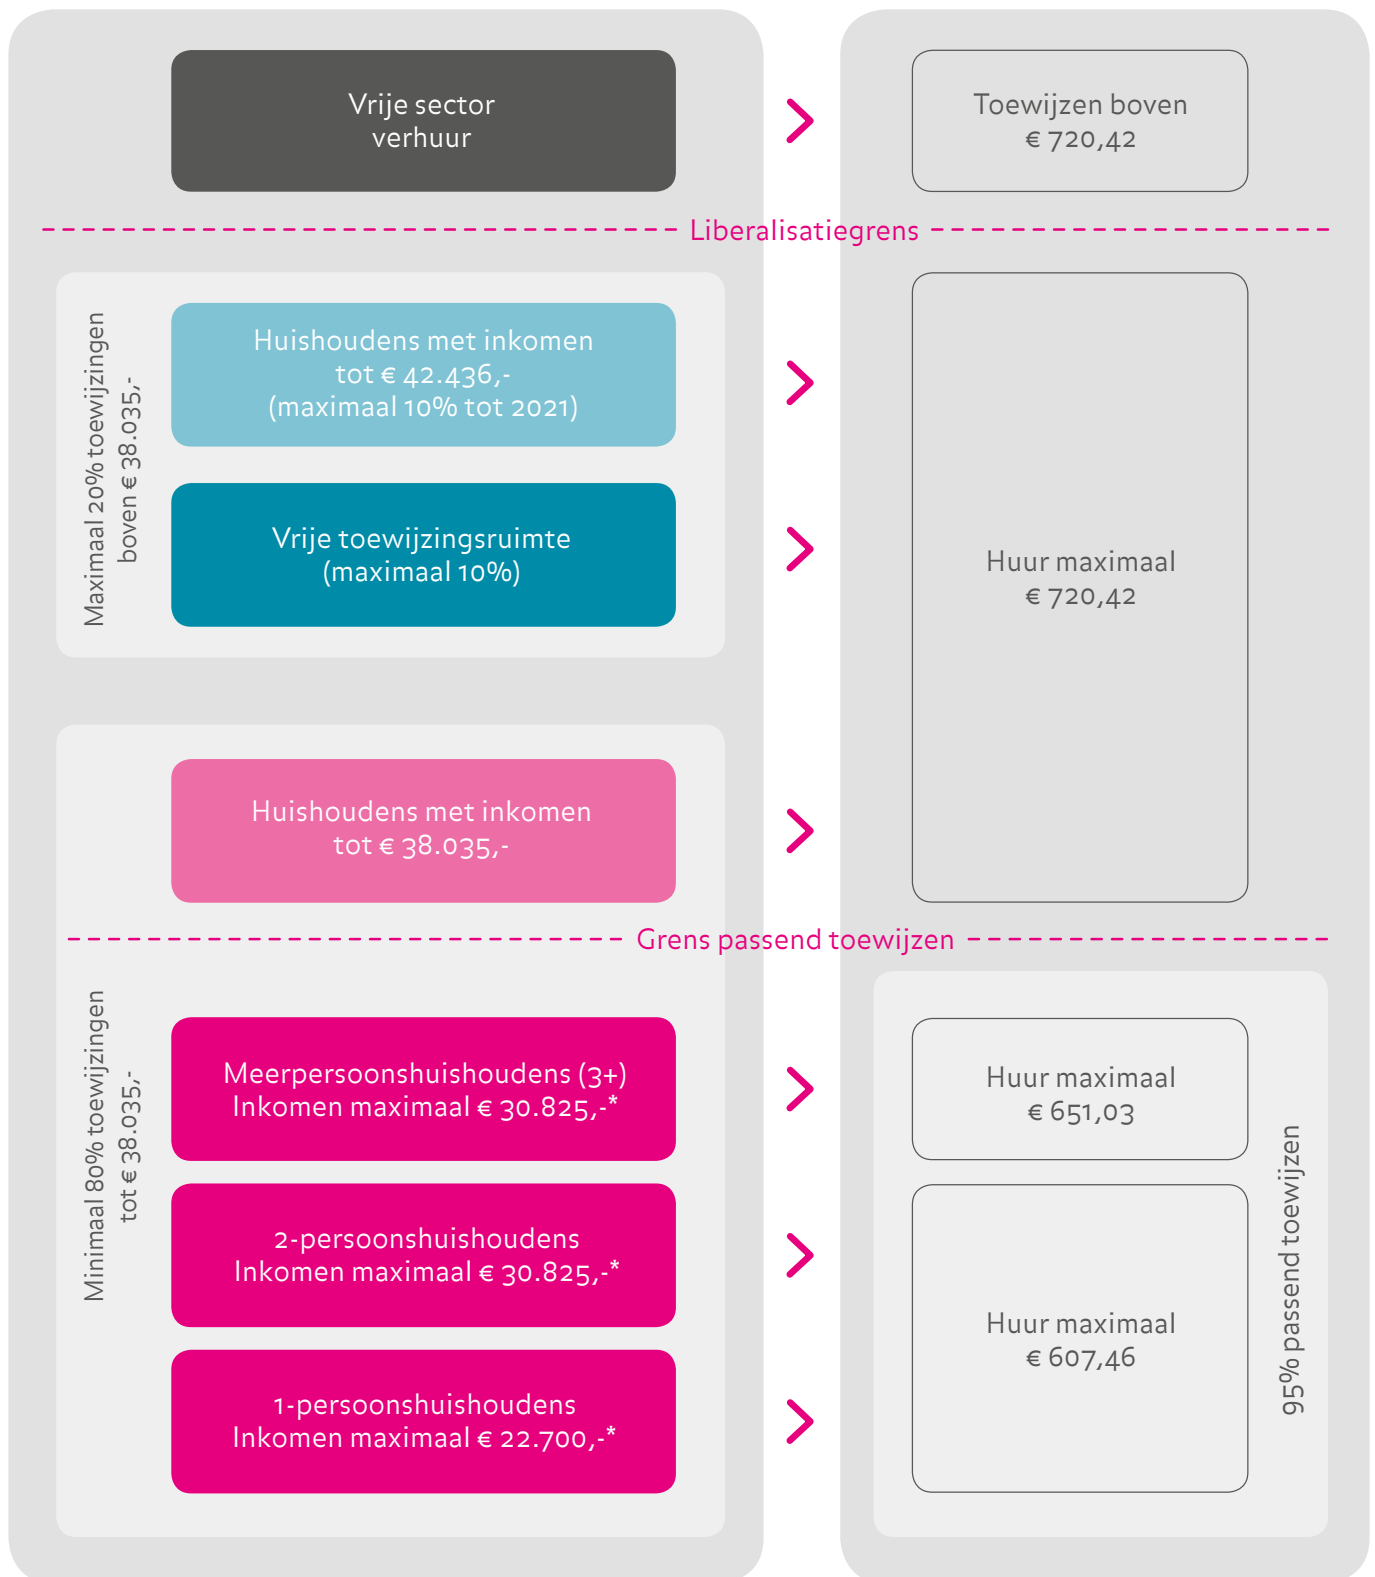 Vrije sector
verhuur
Toewijzen boven
€ 720,42
Liberalisatiegrens
Maximaal 20% toewijzingen
boven € 38.035,-
Huishoudens met inkomen
tot € 42.436,-
(maximaal 10% tot 2021)
Vrije toewijzingsruimte
(maximaal 10%)
Huur maximaal
€ 720,42
Huishoudens met inkomen
tot € 38.035,-
Grens passend toewijzen
Minimaal 80% toewijzingen
tot € 38.035,-
Meerpersoonshuishoudens (3+)
Inkomen maximaal € 30.825,-*
Huur maximaal
€ 651,03
2-persoonshuishoudens
Inkomen maximaal € 30.825,-*
1-persoonshuishoudens
Inkomen maximaal € 22.700,-*
Huur maximaal
€ 607,46
95% passend toewijzen